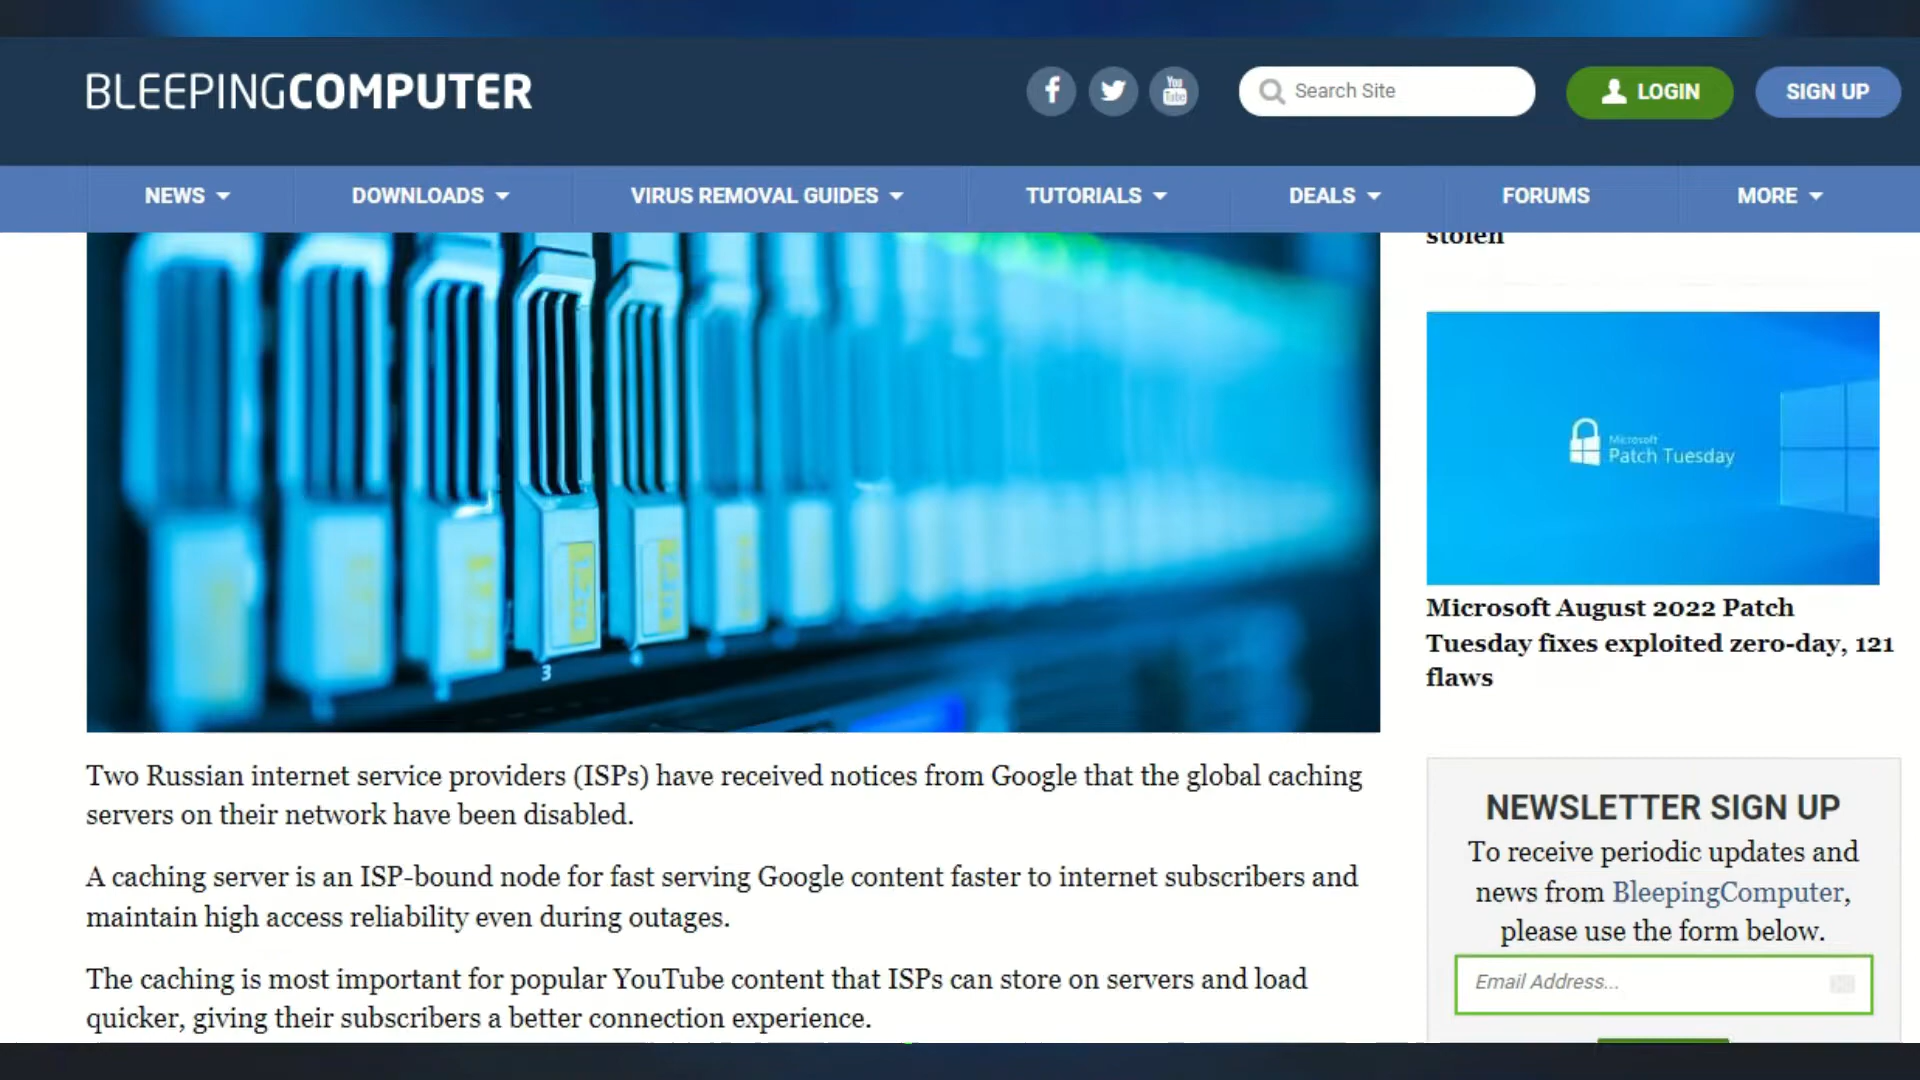 BLEEPINGCOMPUTER
Search Site
LOGIN
SIGN UP
NEWS
DOWNLOADS
VIRUS REMOVAL GUIDES
TUTORIALS
DEALS
FORUMS
MORE
3
Two Russian internet service providers (ISPs) have received notices from Google that the global caching
servers on their network have been disabled.
A caching server is an ISP-bound node for fast serving Google content faster to internet subscribers and
maintain high access reliability even during outages.
The caching is most important for popular YouTube content that ISPs can store on servers and load
quicker, giving their subscribers a better connection experience.
stolen
Microsoft
Patch Tuesday
Microsoft August 2022 Patch
Tuesday fixes exploited zero-day, 121
flaws
NEWSLETTER SIGN UP
To receive periodic updates and
news from BleepingComputer,
please use the form below.
Email Address...